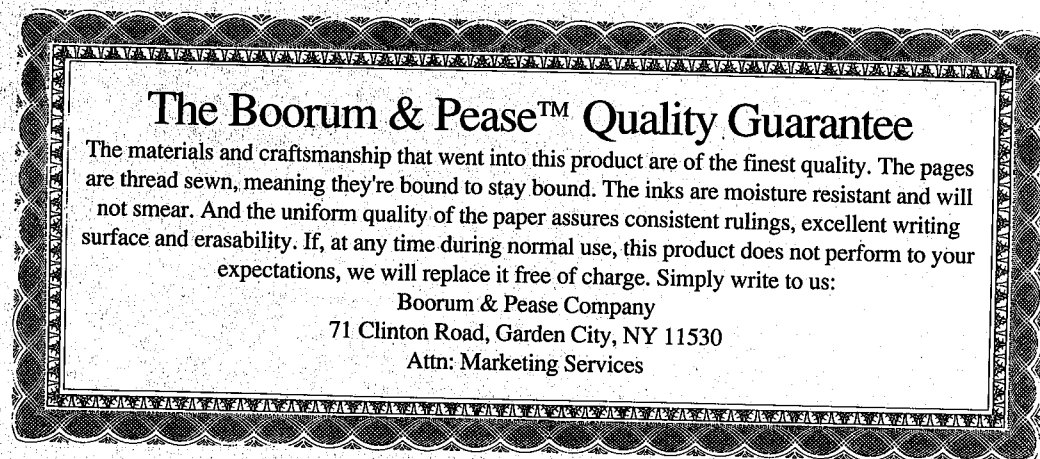 The Boorum & Pease™ Quality Guarantee
The materials and craftsmanship that went into this product are of the finest quality. The pages
are thread sewn, meaning they're bound to stay bound. The inks are moisture resistant and will
not smear. And the uniform quality of the paper assures consistent rulings, excellent writing
surface and erasability. If, at any time during normal use, this product does not perform to your
expectations, we will replace it free of charge. Simply write to us:
Boorum & Pease Company
71 Clinton Road, Garden City, NY 11530
Attn: Marketing Services